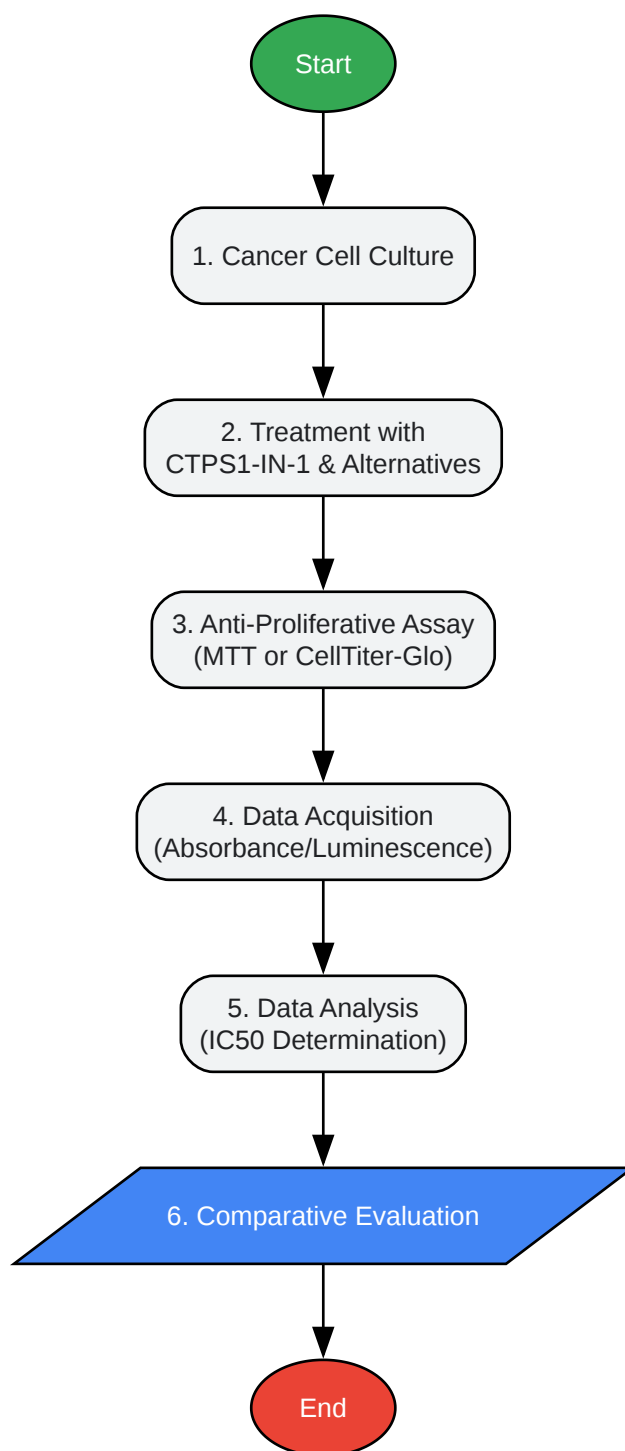 Start
1. Cancer Cell Culture
2. Treatment with
CTPS1-IN-1 & Alternatives
3. Anti-Proliferative Assay
(MTT or CellTiter-Glo)
4. Data Acquisition
(Absorbance/Luminescence)
5. Data Analysis
(IC50 Determination)
6. Comparative Evaluation
End